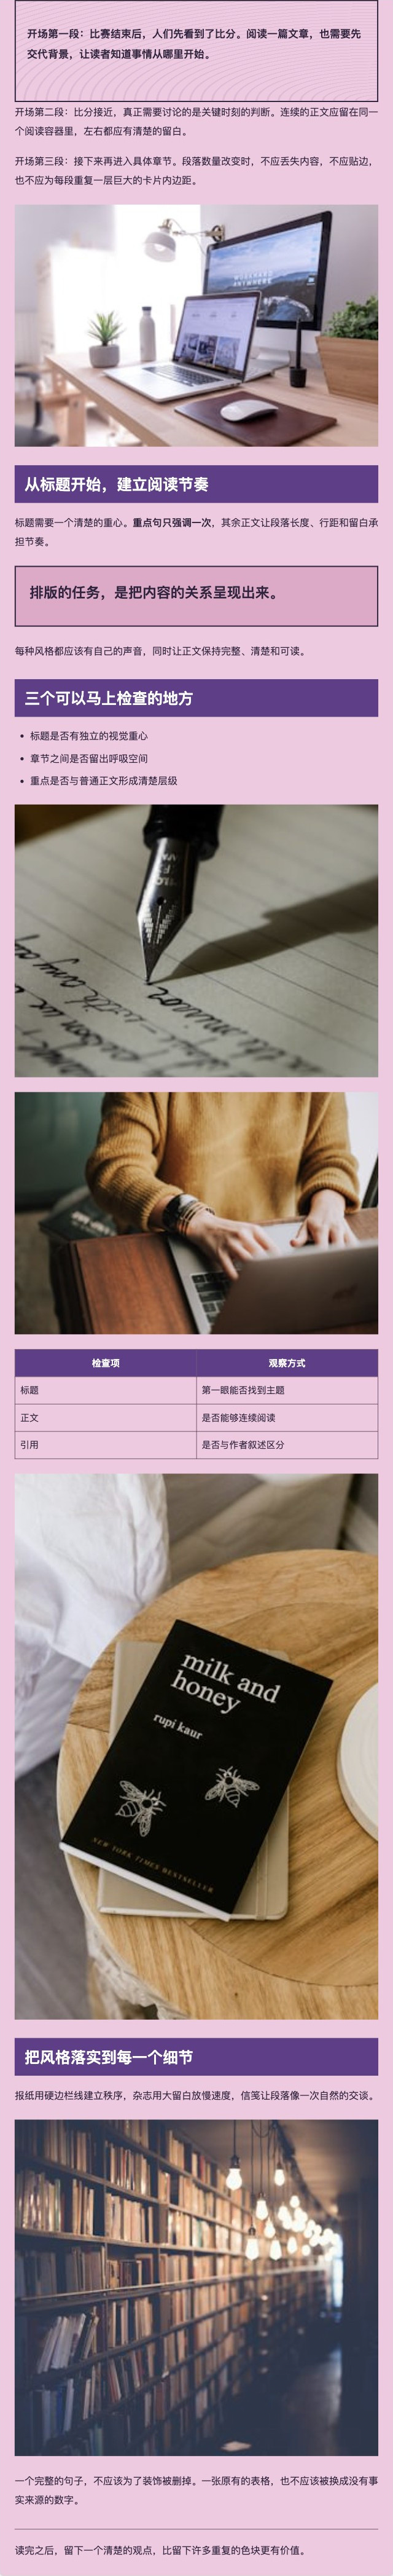 开场第一段：比赛结束后，人们先看到了比分。阅读一篇文章，也需要先
交代背景，让读者知道事情从哪里开始。
开场第二段：比分接近，真正需要讨论的是关键时刻的判断。连续的正文应留在同一
个阅读容器里，左右都应有清楚的留白。
开场第三段：接下来再进入具体章节。段落数量改变时，不应丢失内容，不应贴边，
也不应为每段重复一层巨大的卡片内边距。
从标题开始，建立阅读节奏
标题需要一个清楚的重心。重点句只强调一次，其余正文让段落长度、行距和留白承
担节奏。
排版的任务，是把内容的关系呈现出来。
每种风格都应该有自己的声音，同时让正文保持完整、清楚和可读。
三个可以马上检查的地方
• 标题是否有独立的视觉重心
• 章节之间是否留出呼吸空间
• 重点是否与普通正文形成清楚层级
检查项 观察方式
标题 第一眼能否找到主题
正文 是否能够连续阅读
引用 是否与作者叙述区分
milk and
honey
rupi kaur
NEW YORK TIMES BESTSELLER
把风格落实到每一个细节
报纸用硬边栏线建立秩序，杂志用大留白放慢速度，信笺让段落像一次自然的交谈。
一个完整的句子，不应该为了装饰被删掉。一张原有的表格，也不应该被换成没有事
实来源的数字。
读完之后，留下一个清楚的观点，比留下许多重复的色块更有价值。